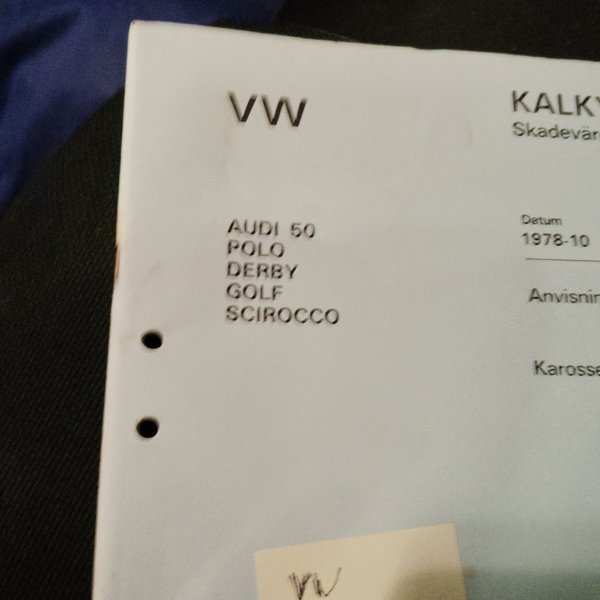 VW
KALKY
Skadevär
AUDI 50
POLO
DERBY
GOLF
SCIROCCO
Datum
1978-10
Anvisnin
Karosse
VW